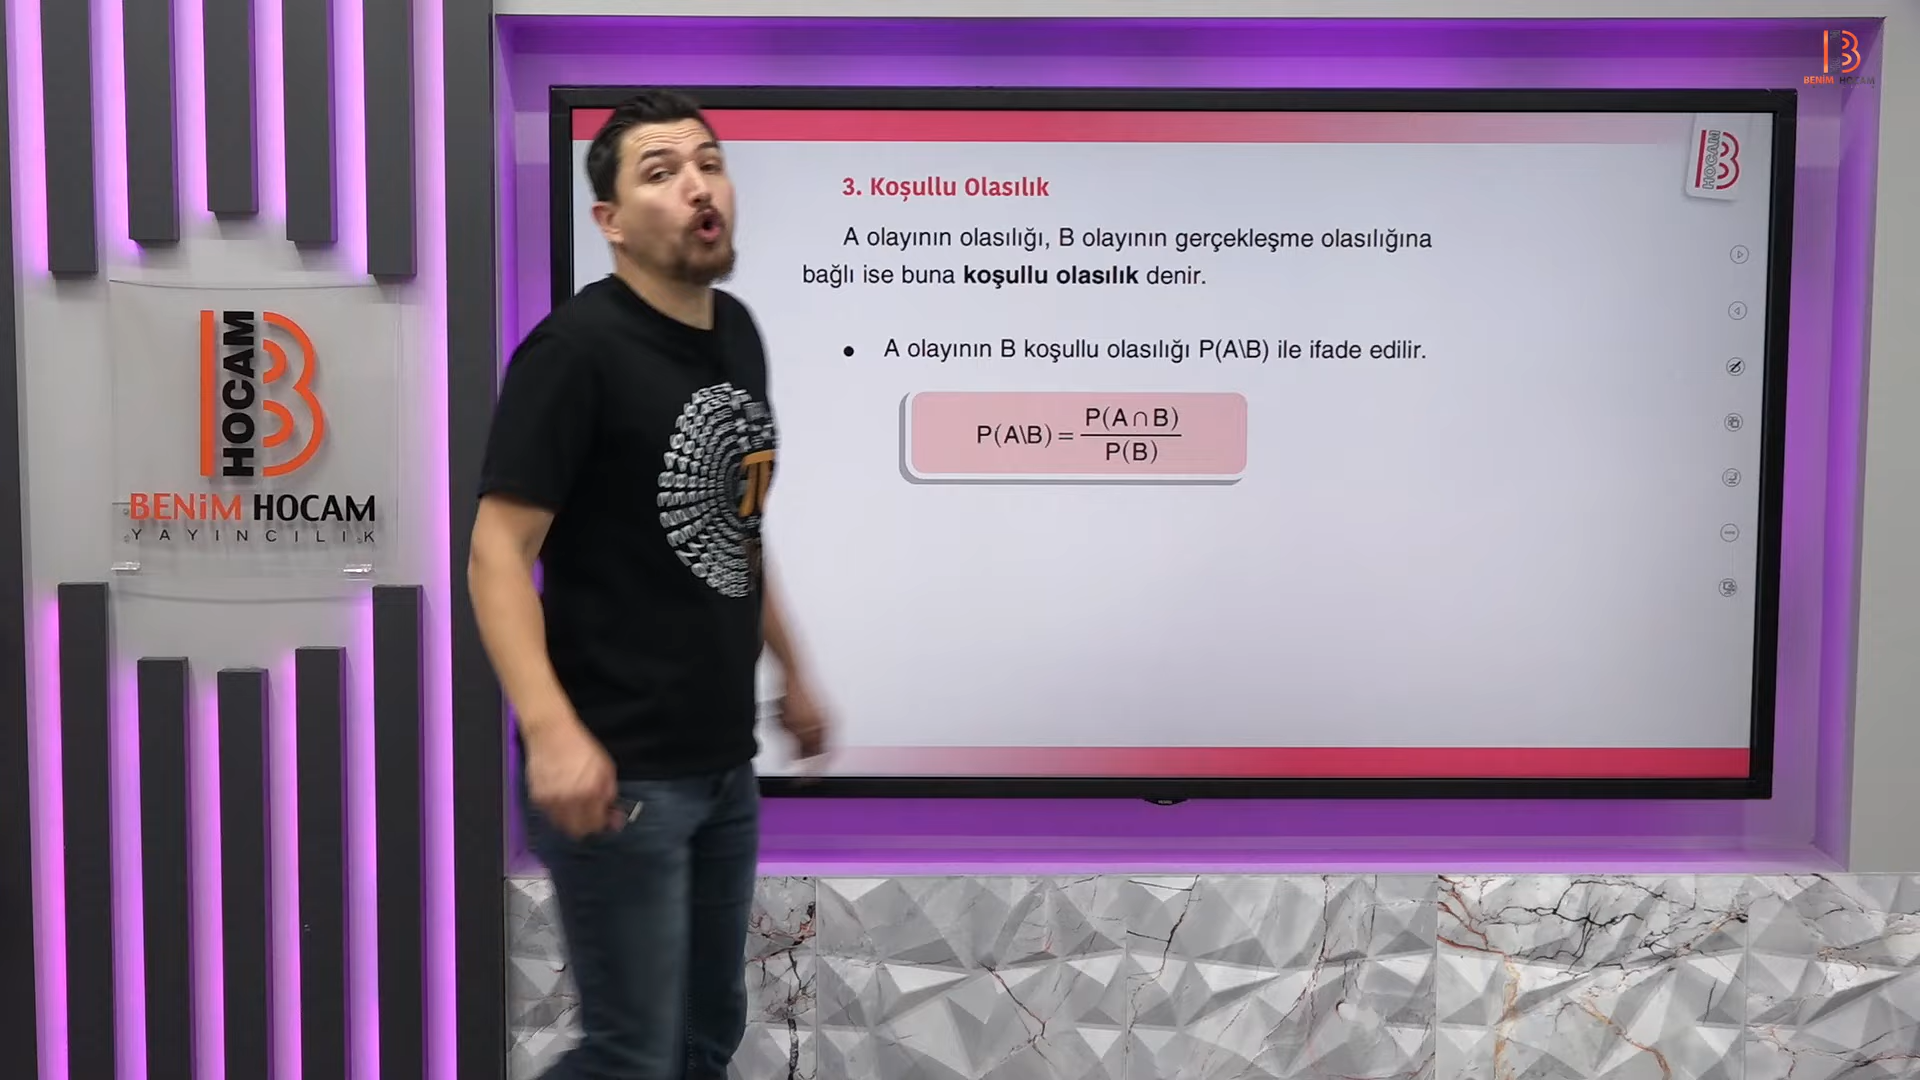 BENİM HOCAM
HOCAM
3. Koşullu Olasılık
A olayının olasılığı, B olayının gerçekleşme olasılığına
bağlı ise buna koşullu olasılık denir.
• A olayının B koşullu olasılığı P(A\B) ile ifade edilir.
P(A\B) = P(A∩B)
P(B)
B HOCAM
BENiM HOCAM
YAYINCILIK
π